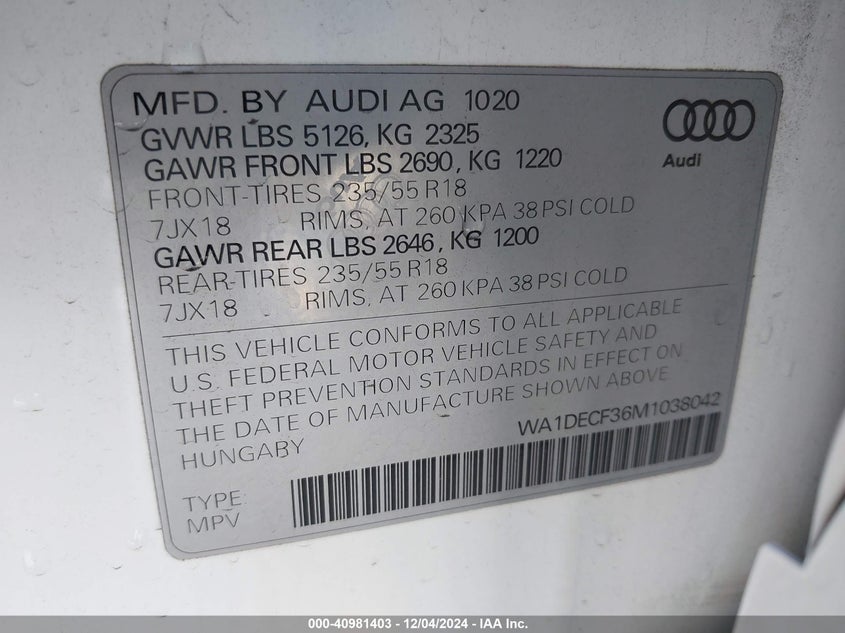 MFD. BY AUDI AG 1020
GVWR LBS 5126, KG 2325
GAWR FRONT LBS 2690, KG 1220
FRONT-TIRES 235/55 R18
7JX18 RIMS, AT 260 KPA 38 PSI COLD
GAWR REAR LBS 2646, KG 1200
REAR-TIRES 235/55 R18
7JX18 RIMS, AT 260 KPA 38 PSI COLD
Audi
THIS VEHICLE CONFORMS TO ALL APPLICABLE
U.S. FEDERAL MOTOR VEHICLE SAFETY AND
THEFT PREVENTION STANDARDS IN EFFECT ON
THE DATE OF MANUFACTURE SHOWN ABOVE
HUNGARY
WA1DECF36M1038042
TYPE:
MPV
000-40981403 - 12/04/2024 - IAA Holdings, LLC.